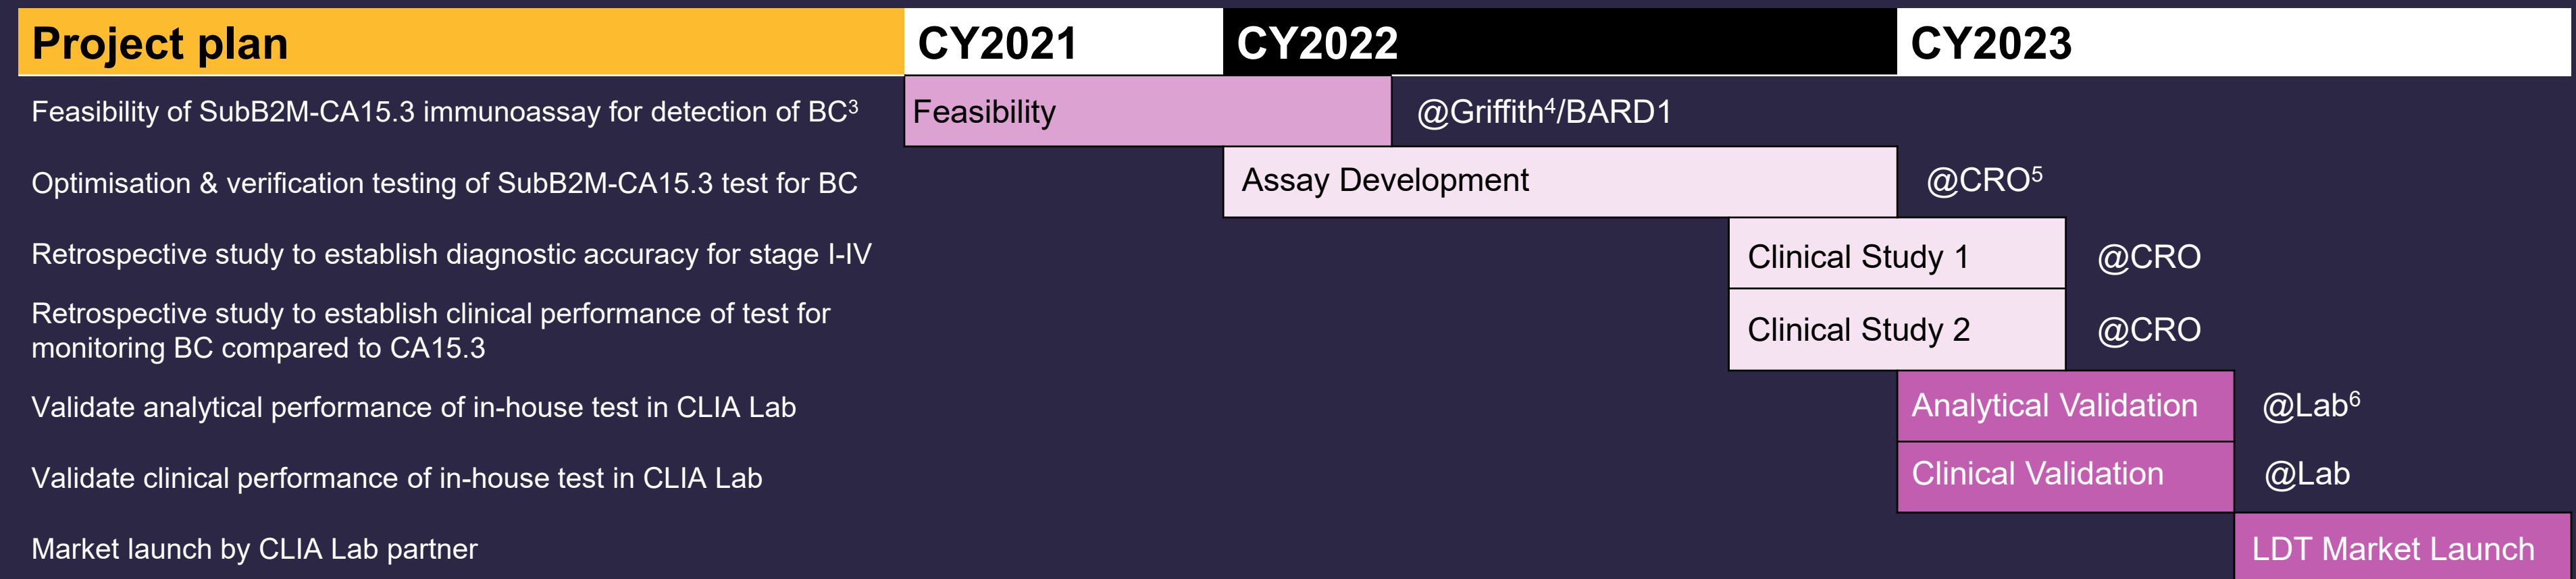 Project plan CY2021 CY2022 CY2023
Feasibility of SubB2M-CA15.3 immunoassay for detection of BC³ Feasibility @Griffith⁴/BARD1
Optimisation & verification testing of SubB2M-CA15.3 test for BC Assay Development @CRO⁵
Retrospective study to establish diagnostic accuracy for stage I-IV Clinical Study 1 @CRO
Retrospective study to establish clinical performance of test for
monitoring BC compared to CA15.3 Clinical Study 2 @CRO
Validate analytical performance of in-house test in CLIA Lab Analytical Validation @Lab⁶
Validate clinical performance of in-house test in CLIA Lab Clinical Validation @Lab
Market launch by CLIA Lab partner LDT Market Launch